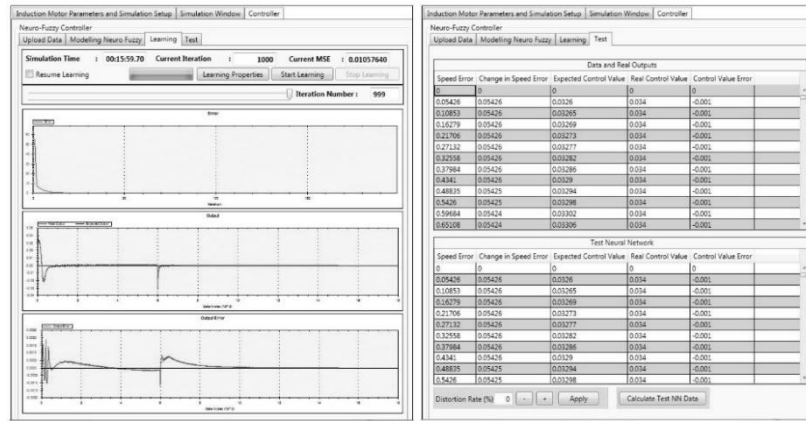 Induction Motor Parameters and Simulation Setup Simulation Window Controller
Neuro-Fuzzy Controller
Upload Data Modelling Neuro Fuzzy Learning Test
Simulation Time : 00:15:59.70 Current Iteration : 1000 Current MSE : 0.01057640
Resume Learning Learning Properties Start Learning Stop Learning
Iteration Number : 999
Error
Output
Output Error
Induction Motor Parameters and Simulation Setup Simulation Window Controller
Neuro-Fuzzy Controller
Upload Data Modelling Neuro Fuzzy Learning Test
Data and Real Outputs
Speed Error Change in Speed Error Expected Control Value Real Control Value Control Value Error
0 0 0 0 0
0.05426 0.05426 0.0326 0.034 -0.001
0.10853 0.05426 0.03265 0.034 -0.001
0.16279 0.05426 0.03269 0.034 -0.001
0.21706 0.05426 0.03273 0.034 -0.001
0.27132 0.05426 0.03277 0.034 -0.001
0.32558 0.05426 0.03282 0.034 -0.001
0.37984 0.05426 0.03286 0.034 -0.001
0.4341 0.05426 0.0329 0.034 -0.001
0.48835 0.05425 0.03294 0.034 -0.001
0.5426 0.05425 0.03298 0.034 -0.001
0.59684 0.05424 0.03302 0.034 -0.001
0.65108 0.05424 0.03306 0.034 -0.001
Test Neural Network
Speed Error Change in Speed Error Expected Control Value Real Control Value Control Value Error
0 0 0 0 0
0.05426 0.05426 0.0326 0.034 -0.001
0.10853 0.05426 0.03265 0.034 -0.001
0.16279 0.05426 0.03269 0.034 -0.001
0.21706 0.05426 0.03273 0.034 -0.001
0.27132 0.05426 0.03277 0.034 -0.001
0.32558 0.05426 0.03282 0.034 -0.001
0.37984 0.05426 0.03286 0.034 -0.001
0.4341 0.05426 0.0329 0.034 -0.001
0.48835 0.05425 0.03294 0.034 -0.001
0.5426 0.05425 0.03298 0.034 -0.001
Distortion Rate (%) 0 - + Apply Calculate Test NN Data